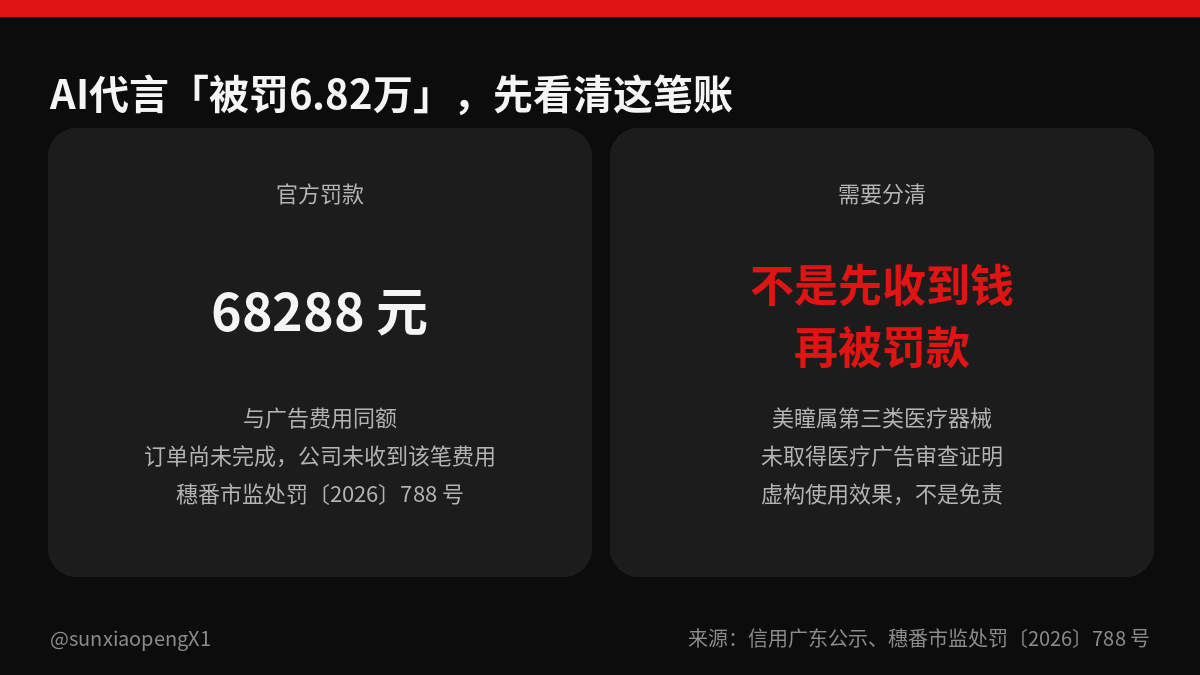 AI代言「被罚6.82万」，先看清这笔账
官方罚款
68288 元
与广告费用同额
订单尚未完成，公司未收到该笔费用
穗番市监处罚〔2026〕788 号
需要分清
不是先收到钱
再被罚款
美瞳属第三类医疗器械
未取得医疗广告审查证明
虚构使用效果，不是免责
@sunxiaopengX1
来源：信用广东公示、穗番市监处罚〔2026〕788 号